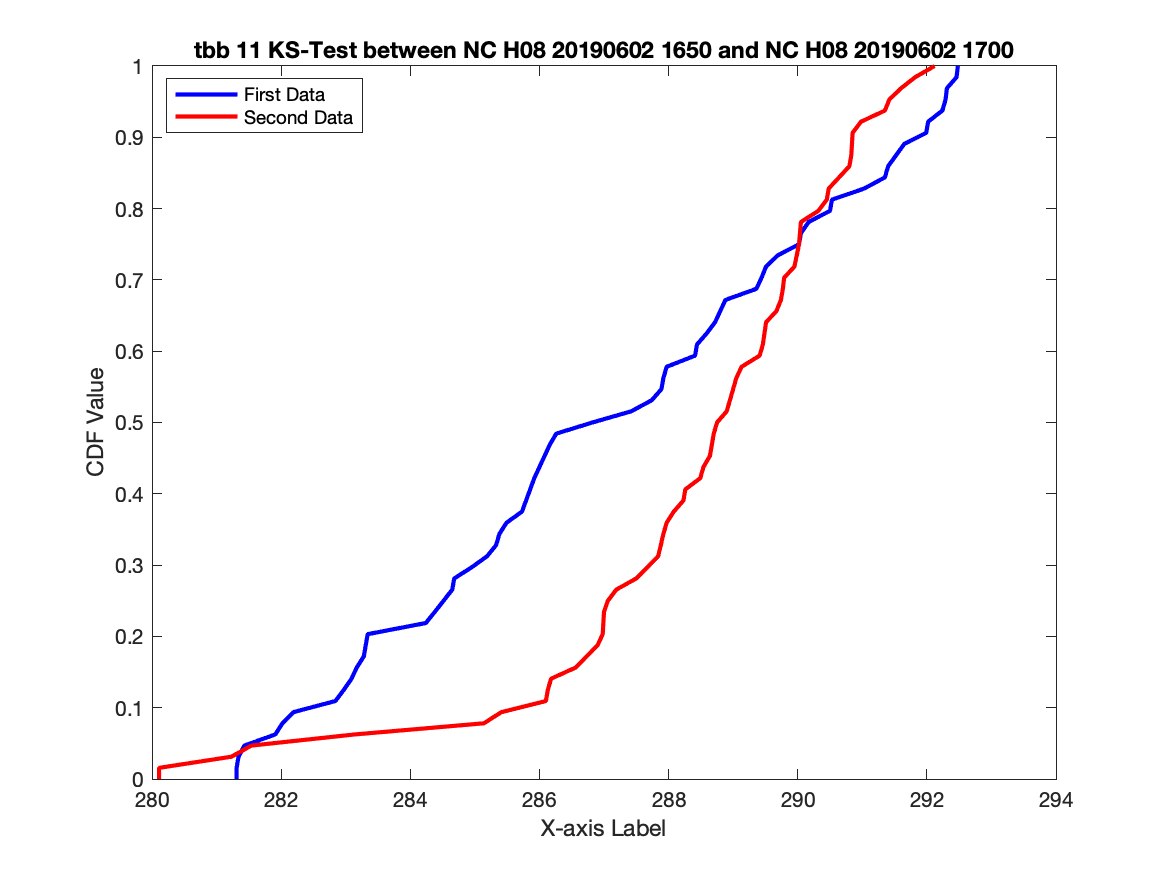 tbb 11 KS-Test between NC H08 20190602 1650 and NC H08 20190602 1700
First Data
Second Data
1
0.9
0.8
0.7
0.6
0.5
0.4
0.3
0.2
0.1
0
CDF Value
280 282 284 286 288 290 292 294
X-axis Label